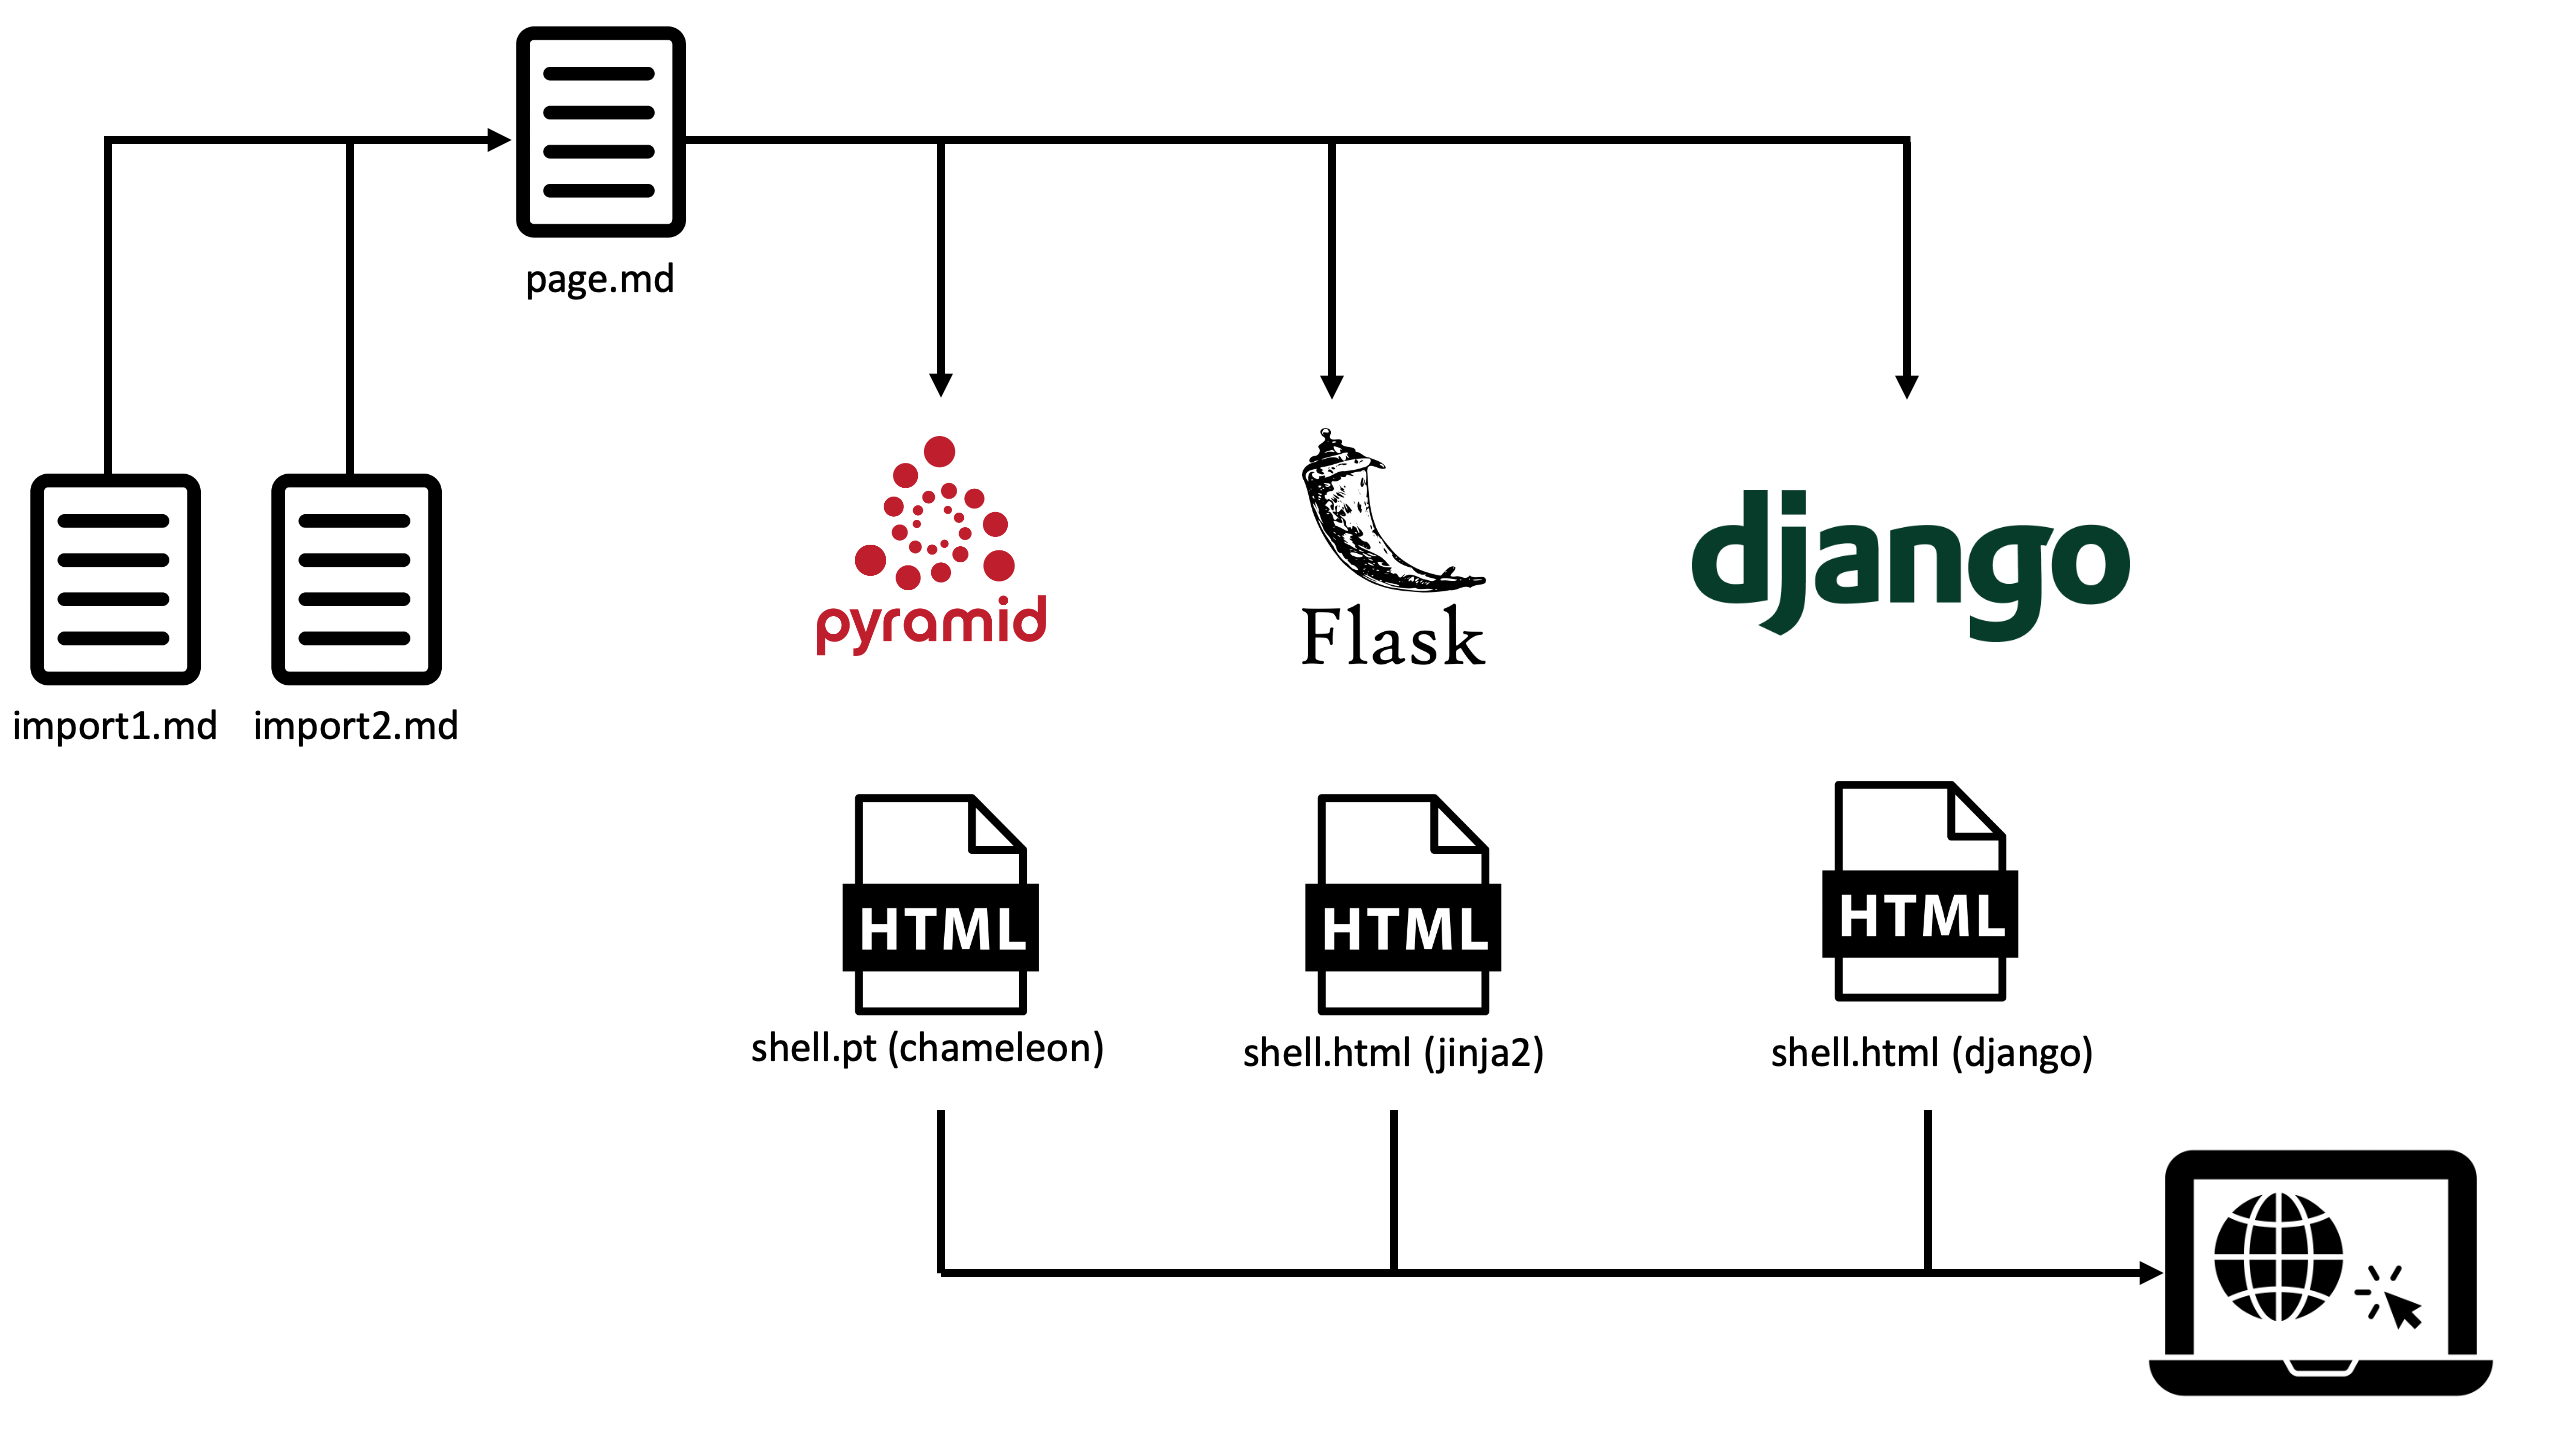 page.md
import1.md
import2.md
pyramid
Flask
django
HTML
HTML
HTML
shell.pt (chameleon)
shell.html (jinja2)
shell.html (django)